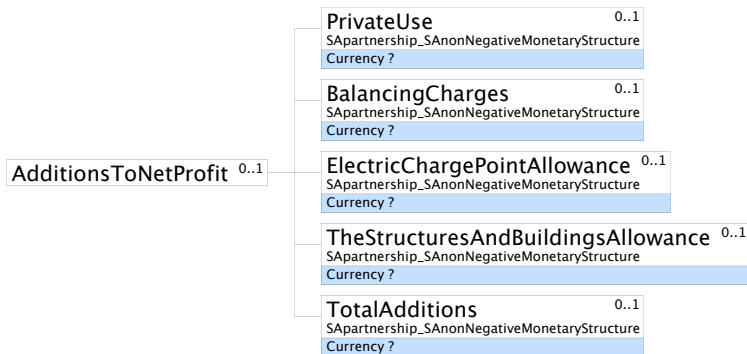 PrivateUse 0..1
SApartnership_SAnonNegativeMonetaryStructure
Currency ?
BalancingCharges 0..1
SApartnership_SAnonNegativeMonetaryStructure
Currency ?
AdditionsToNetProfit 0..1
ElectricChargePointAllowance 0..1
SApartnership_SAnonNegativeMonetaryStructure
Currency ?
TheStructuresAndBuildingsAllowance 0..1
SApartnership_SAnonNegativeMonetaryStructure
Currency ?
TotalAdditions 0..1
SApartnership_SAnonNegativeMonetaryStructure
Currency ?